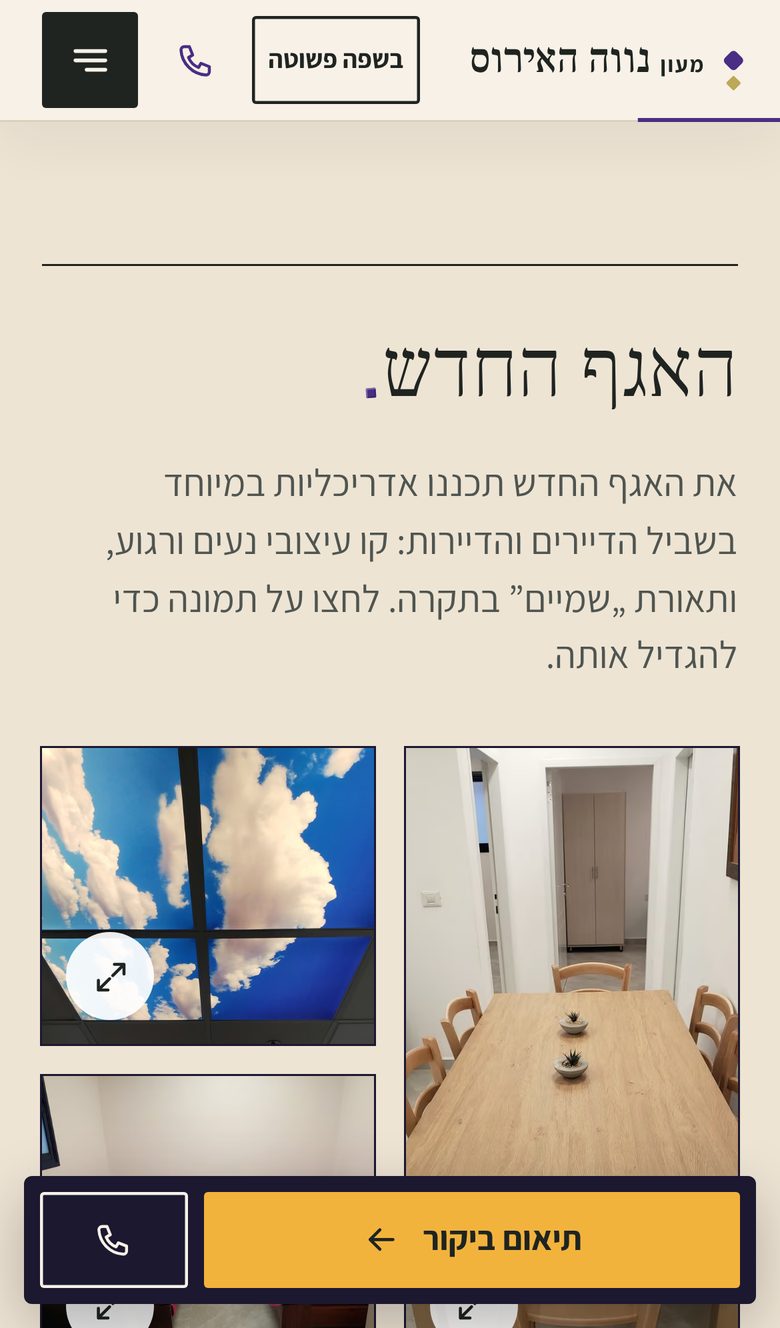 מעון נווה האירוס
בשפה פשוטה
האגף החדש.
את האגף החדש תכננו אדריכליות במיוחד
בשביל הדיירים והדיירות: קו עיצובי נעים ורגוע,
ותאורת „שמיים” בתקרה. לחצו על תמונה כדי
להגדיל אותה.
תיאום ביקור